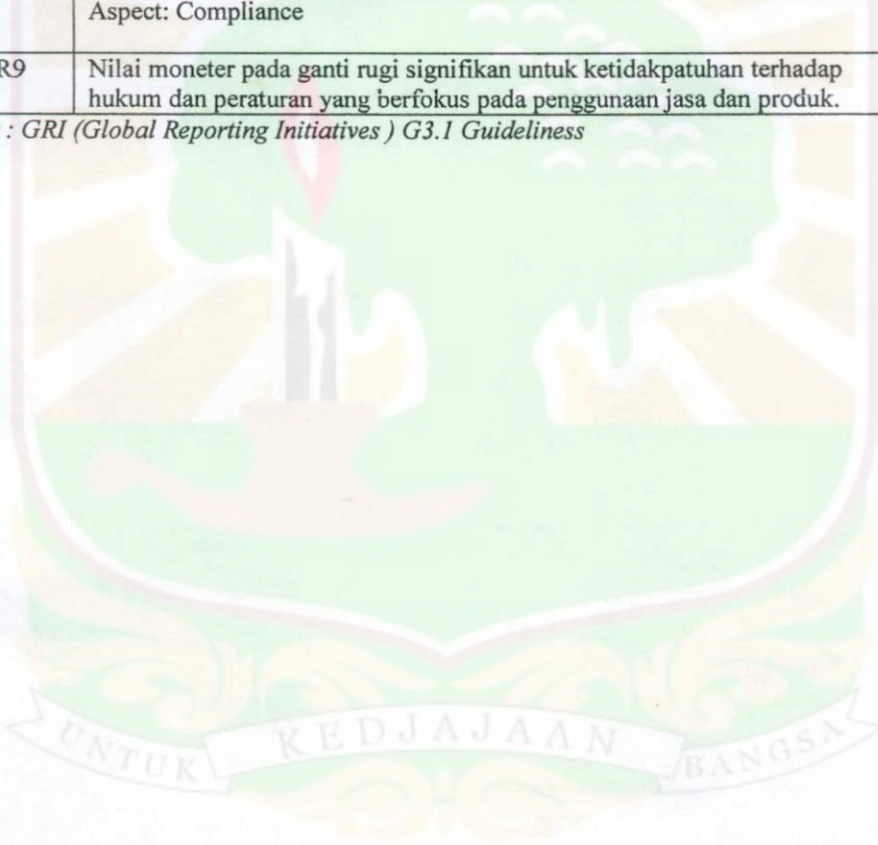 Aspect: Compliance
R9 Nilai moneter pada ganti rugi signifikan untuk ketidakpatuhan terhadap
hukum dan peraturan yang berfokus pada penggunaan jasa dan produk.
: GRI (Global Reporting Initiatives ) G3.1 Guideliness
UNTUK KEDJAJAAN BANGSA